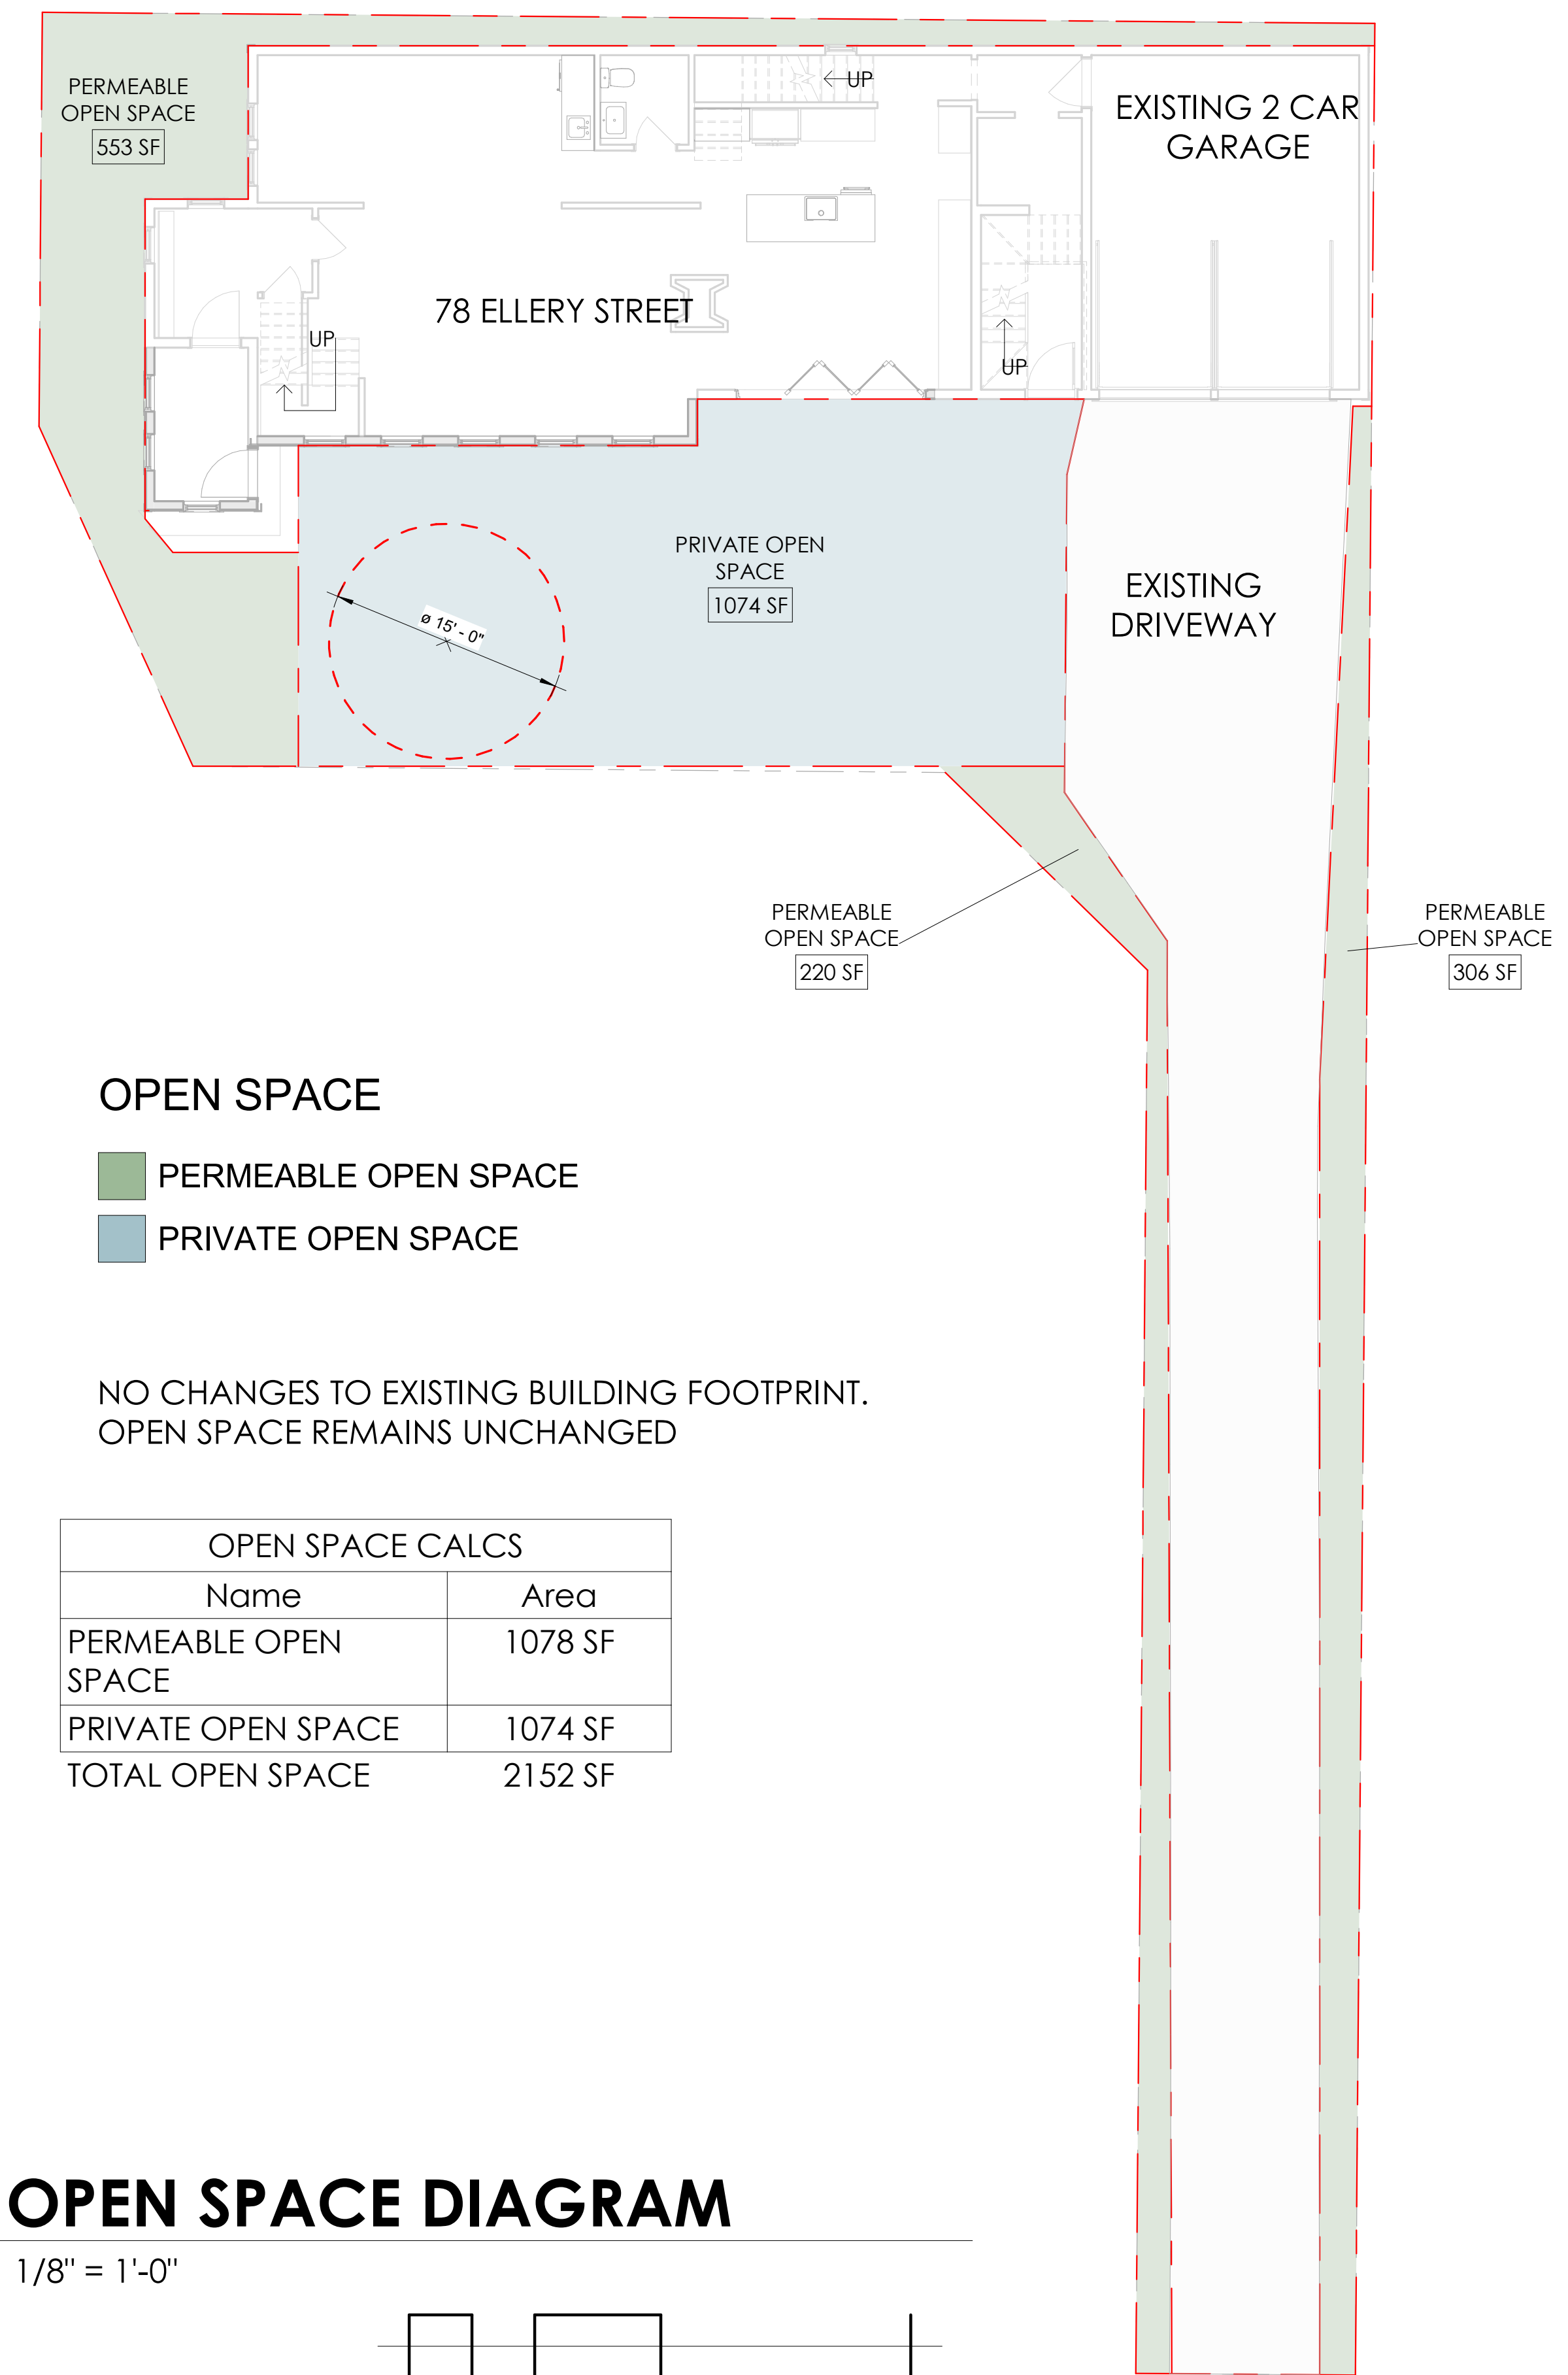 PERMEABLE
OPEN SPACE
553 SF
UP
EXISTING 2 CAR
GARAGE
78 ELLERY STREET
UP
UP
PRIVATE OPEN
SPACE
1074 SF
ø 15' - 0"
EXISTING
DRIVEWAY
PERMEABLE
OPEN SPACE
220 SF
PERMEABLE
OPEN SPACE
306 SF
OPEN SPACE
PERMEABLE OPEN SPACE
PRIVATE OPEN SPACE
NO CHANGES TO EXISTING BUILDING FOOTPRINT.
OPEN SPACE REMAINS UNCHANGED
OPEN SPACE CALCS
Name Area
PERMEABLE OPEN 1078 SF
SPACE
PRIVATE OPEN SPACE 1074 SF
TOTAL OPEN SPACE 2152 SF
OPEN SPACE DIAGRAM
1/8" = 1'-0"